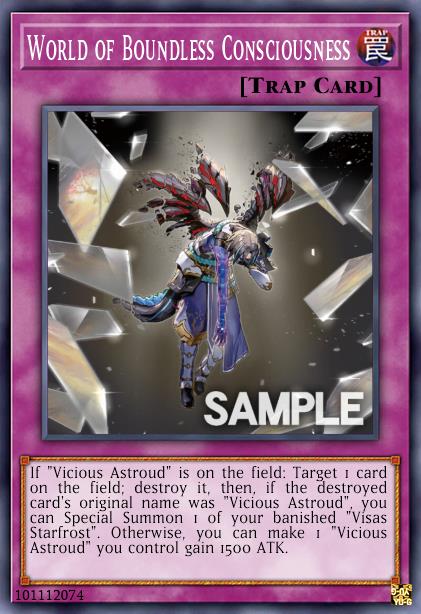 World of Boundless Consciousness
TRAP
罠
[Trap Card]
SAMPLE
If "Vicious Astroud" is on the field: Target 1 card
on the field; destroy it, then, if the destroyed
card's original name was "Vicious Astroud", you
can Special Summon 1 of your banished "Visas
Starfrost". Otherwise, you can make 1 "Vicious
Astroud" you control gain 1500 ATK.
101112074